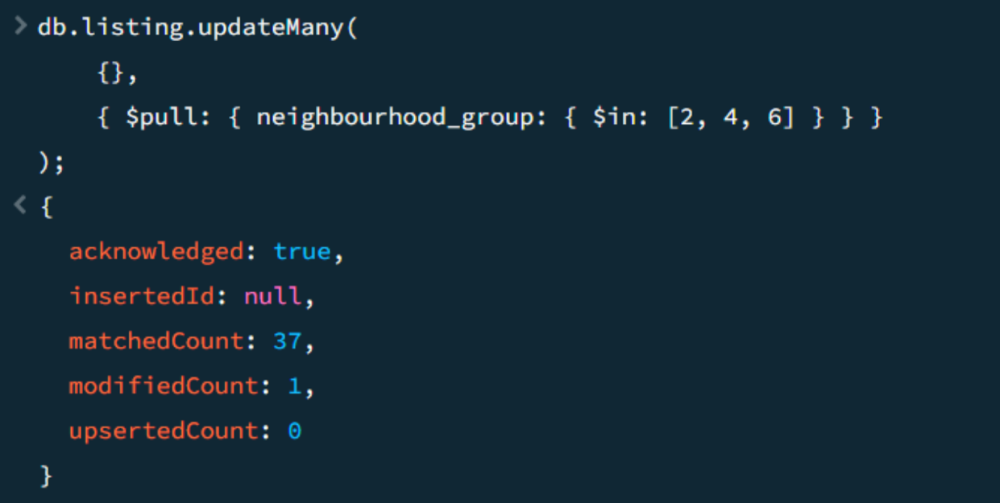 > db.listing.updateMany(
{},
{ $pull: { neighbourhood_group: { $in: [2, 4, 6] } } }
);
< {
acknowledged: true,
insertedId: null,
matchedCount: 37,
modifiedCount: 1,
upsertedCount: 0
}